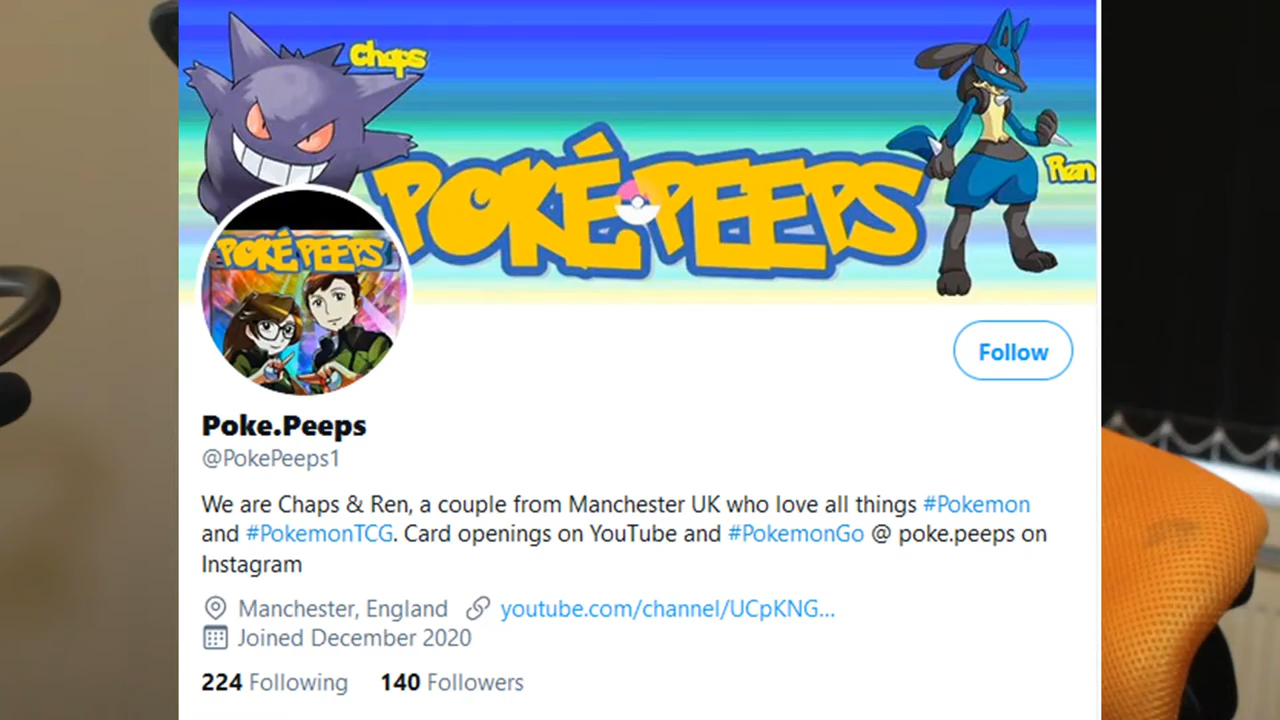 Chaps
Ren
POKÉPEEPS
POKÉ PEEPS
Follow
Poke.Peeps
@PokePeeps1
We are Chaps & Ren, a couple from Manchester UK who love all things #Pokemon
and #PokemonTCG. Card openings on YouTube and #PokemonGo @ poke.peeps on
Instagram
Manchester, England youtube.com/channel/UCpKNG...
Joined December 2020
224 Following 140 Followers